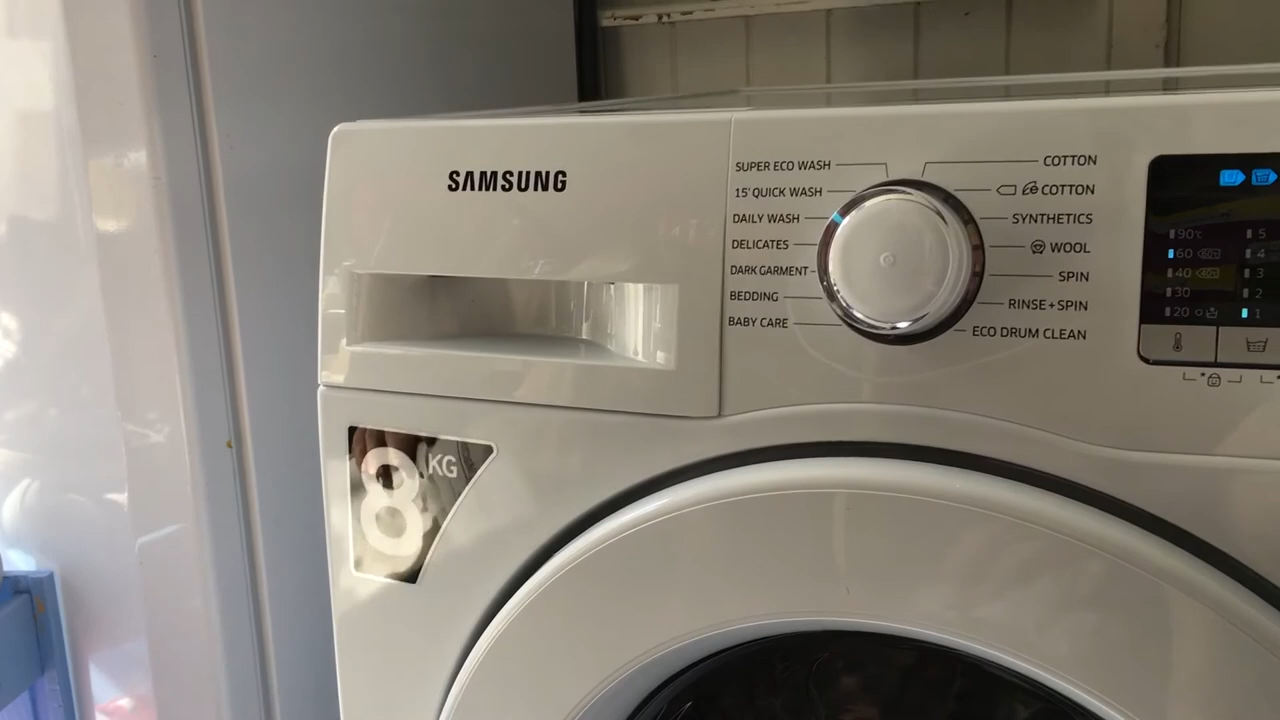 SAMSUNG
SUPER ECO WASH
15' QUICK WASH
DAILY WASH
DELICATES
DARK GARMENT
BEDDING
BABY CARE
COTTON
COTTON
SYNTHETICS
WOOL
SPIN
RINSE+SPIN
ECO DRUM CLEAN
90℃ 5
60 4
40 3
30 2
20 1
8 KG